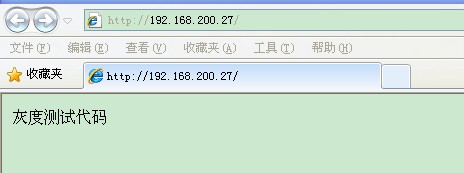 http://192.168.200.27/
文件(F) 编辑(E) 查看(V) 收藏夹(A) 工具(T) 帮助(H)
收藏夹 http://192.168.200.27/
灰度测试代码